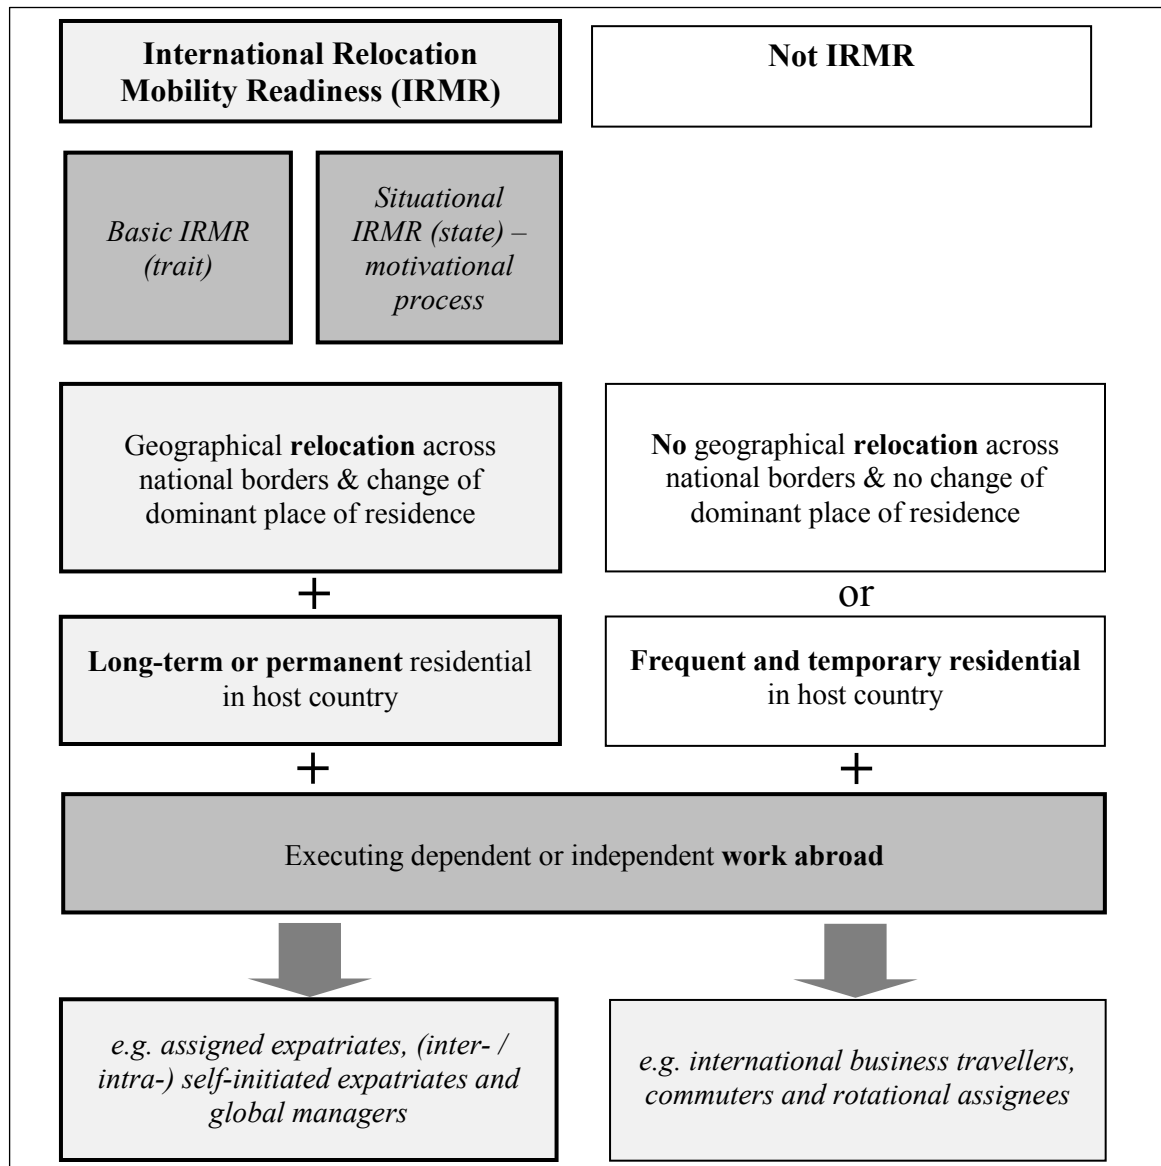 International Relocation
Mobility Readiness (IRMR)
Not IRMR
Basic IRMR
(trait)
Situational
IRMR (state) –
motivational
process
Geographical relocation across
national borders & change of
dominant place of residence
No geographical relocation across
national borders & no change of
dominant place of residence
+
or
Long-term or permanent residential
in host country
Frequent and temporary residential
in host country
+
+
Executing dependent or independent work abroad
e.g. assigned expatriates, (inter- /
intra-) self-initiated expatriates and
global managers
e.g. international business travellers,
commuters and rotational assignees